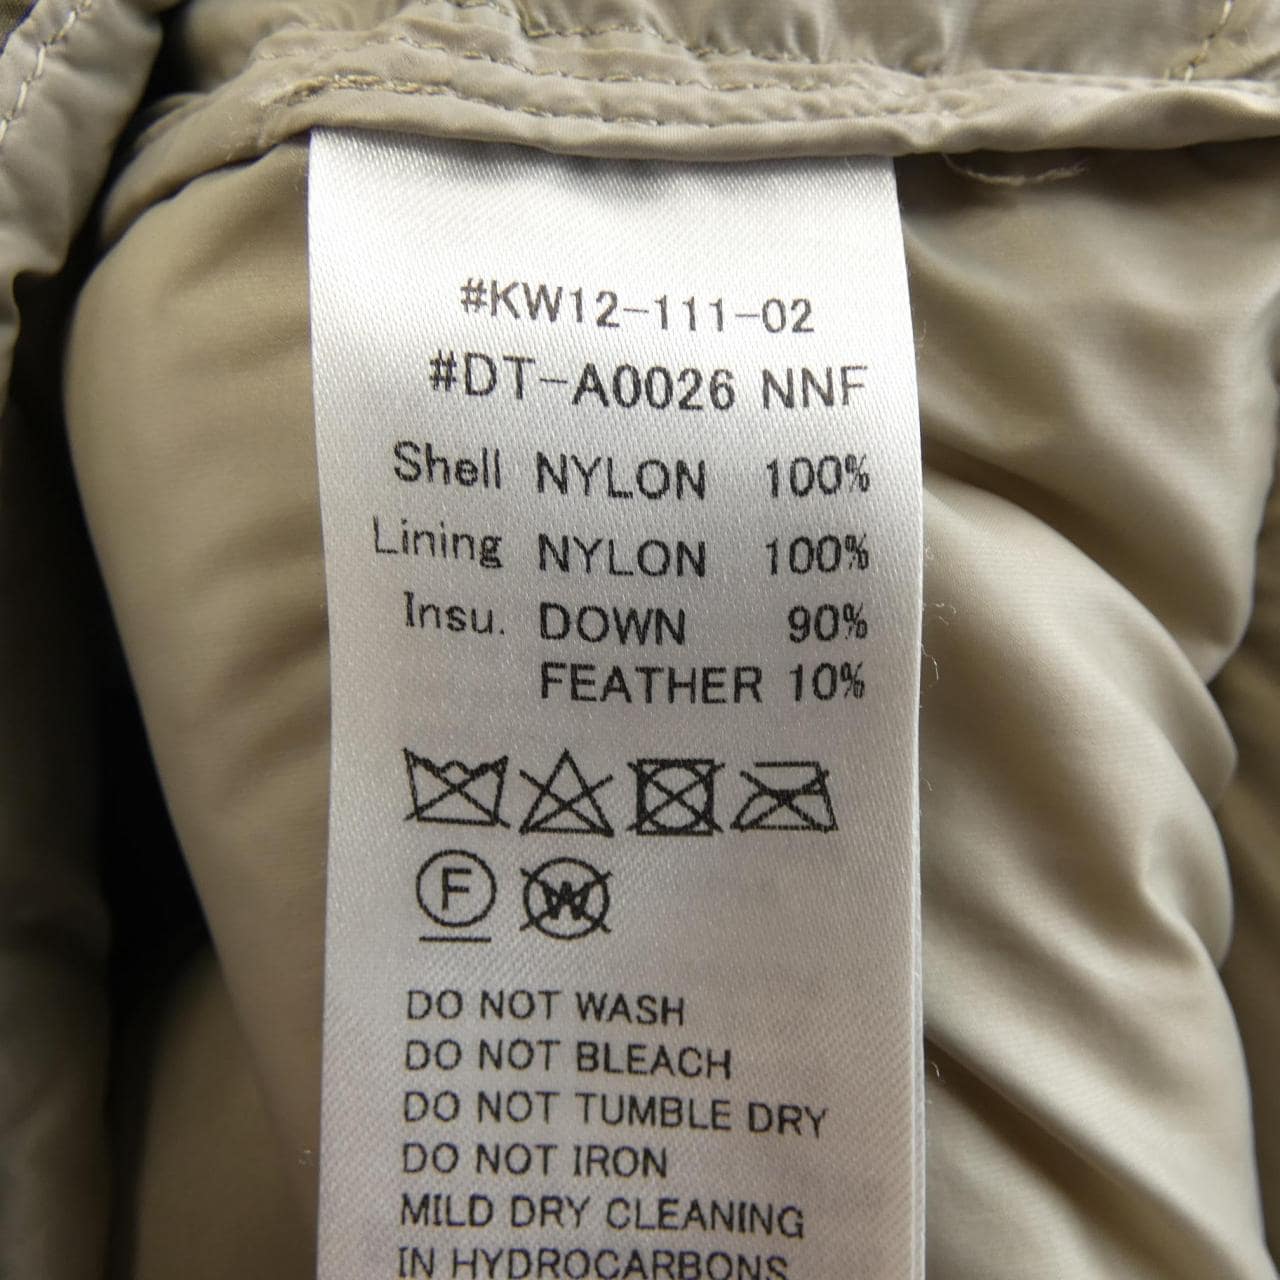 #KW12-111-02
#DT-A0026 NNF
Shell NYLON 100%
Lining NYLON 100%
Insu. DOWN 90%
FEATHER 10%
F W
DO NOT WASH
DO NOT BLEACH
DO NOT TUMBLE DRY
DO NOT IRON
MILD DRY CLEANING
IN HYDROCARBONS